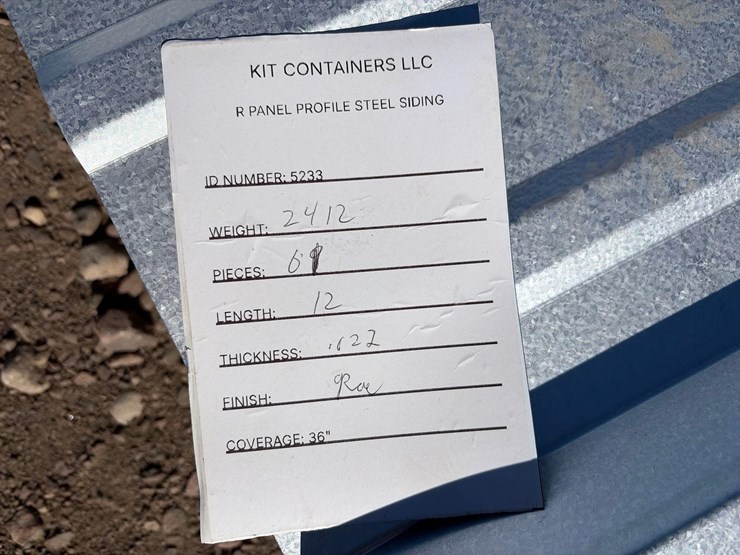 KIT CONTAINERS LLC
R PANEL PROFILE STEEL SIDING
ID NUMBER: 5233
WEIGHT: 2412
PIECES:
LENGTH: 12
THICKNESS:
FINISH:
COVERAGE: 36"